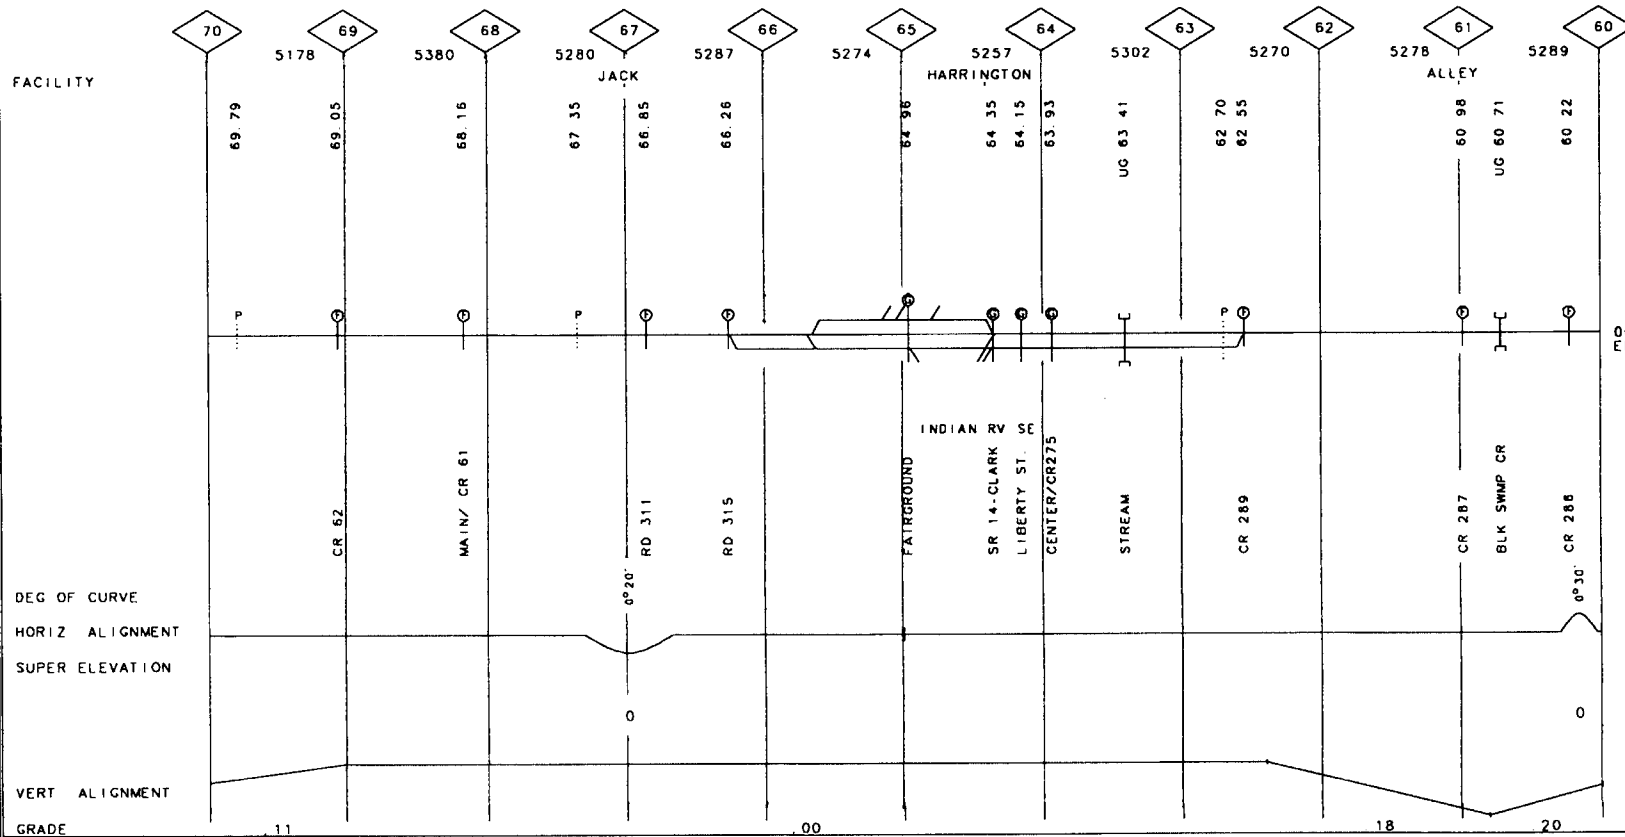 70 69 68 67 66 65 64 63 62 61 60
5178 5380 5280 5287 5274 5257 5302 5270 5278 5289
FACILITY JACK HARRINGTON ALLEY
69.79 69.05 68.16 67 35 66.85 66.26 64 96 64 35 64.15 63.93 UG 63 41 62 70 62 55 60 98 UG 60 71 60 22
P F F F F G G G G P F F F
0
E
INDIAN RV SE
CR 62 MAIN/ CR 61 RD 311 RD 315 FAIRGROUND SR 14-CLARK LIBERTY ST. CENTER/CR275 STREAM CR 289 CR 287 BLK SWMP CR CR 286
DEG OF CURVE 0°20' 0°30'
HORIZ ALIGNMENT
SUPER ELEVATION
0 0
VERT ALIGNMENT
GRADE .11 .00 18 .20